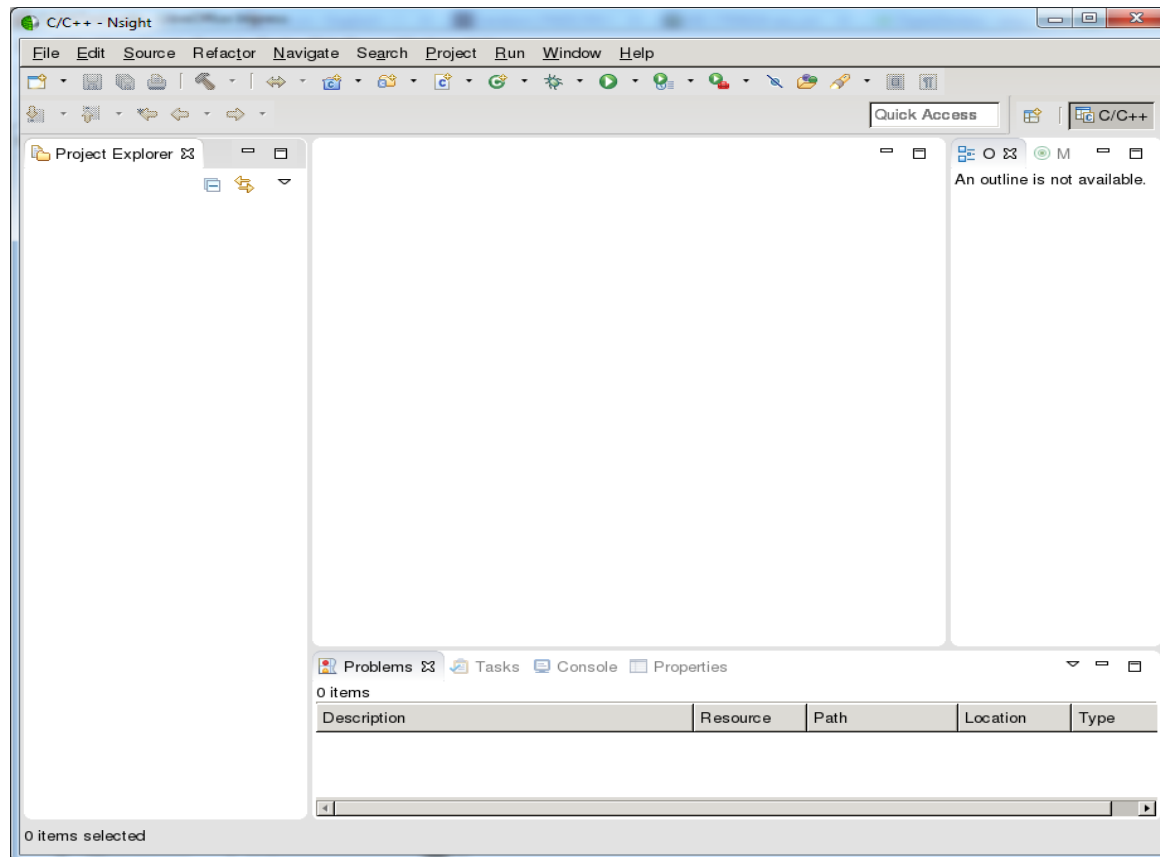 C/C++ - Nsight
File Edit Source Refactor Navigate Search Project Run Window Help
Quick Access
C/C++
Project Explorer
O M
An outline is not available.
Problems Tasks Console Properties
0 items
Description Resource Path Location Type
0 items selected